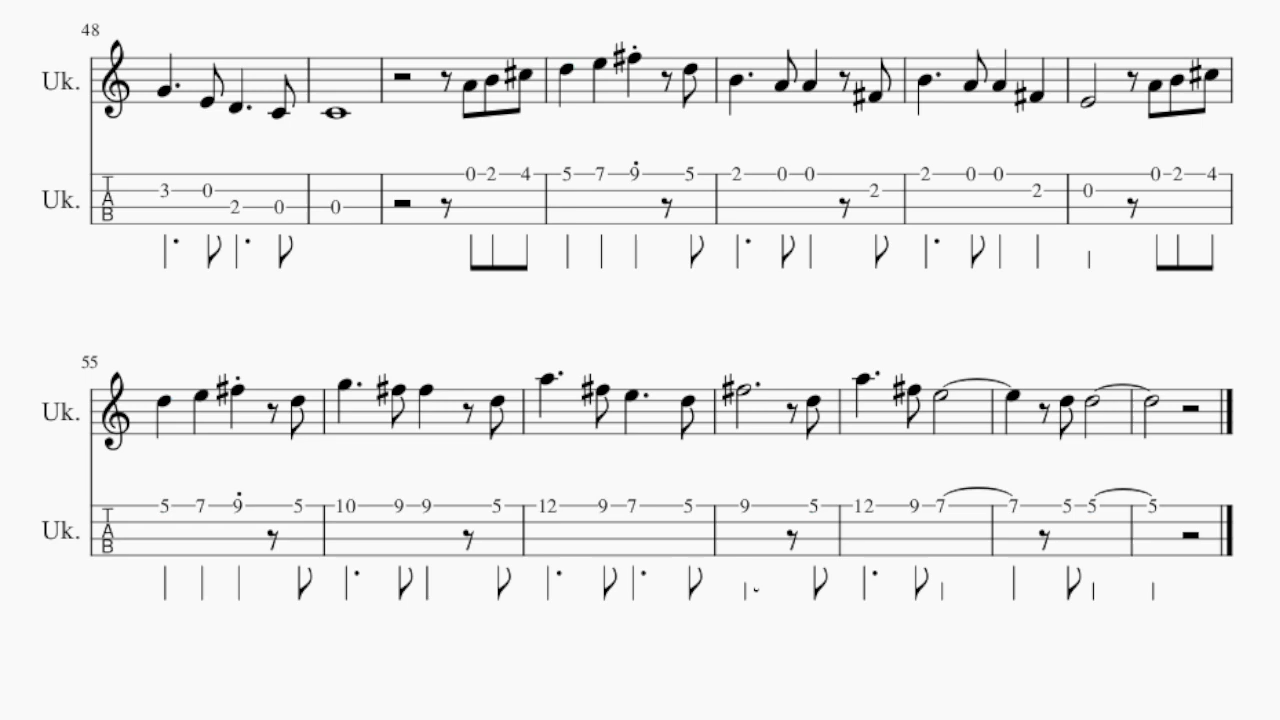 48
Uk.
0 2 4 5 7 9 5 2 0 0 2 0 0 0 2 4
3 0 2 2 0
Uk. T
A
B 2 0 0
55
Uk.
5 7 9 5 10 9 9 5 12 9 7 5 9 5 12 9 7 7 5 5 5
Uk. T
A
B